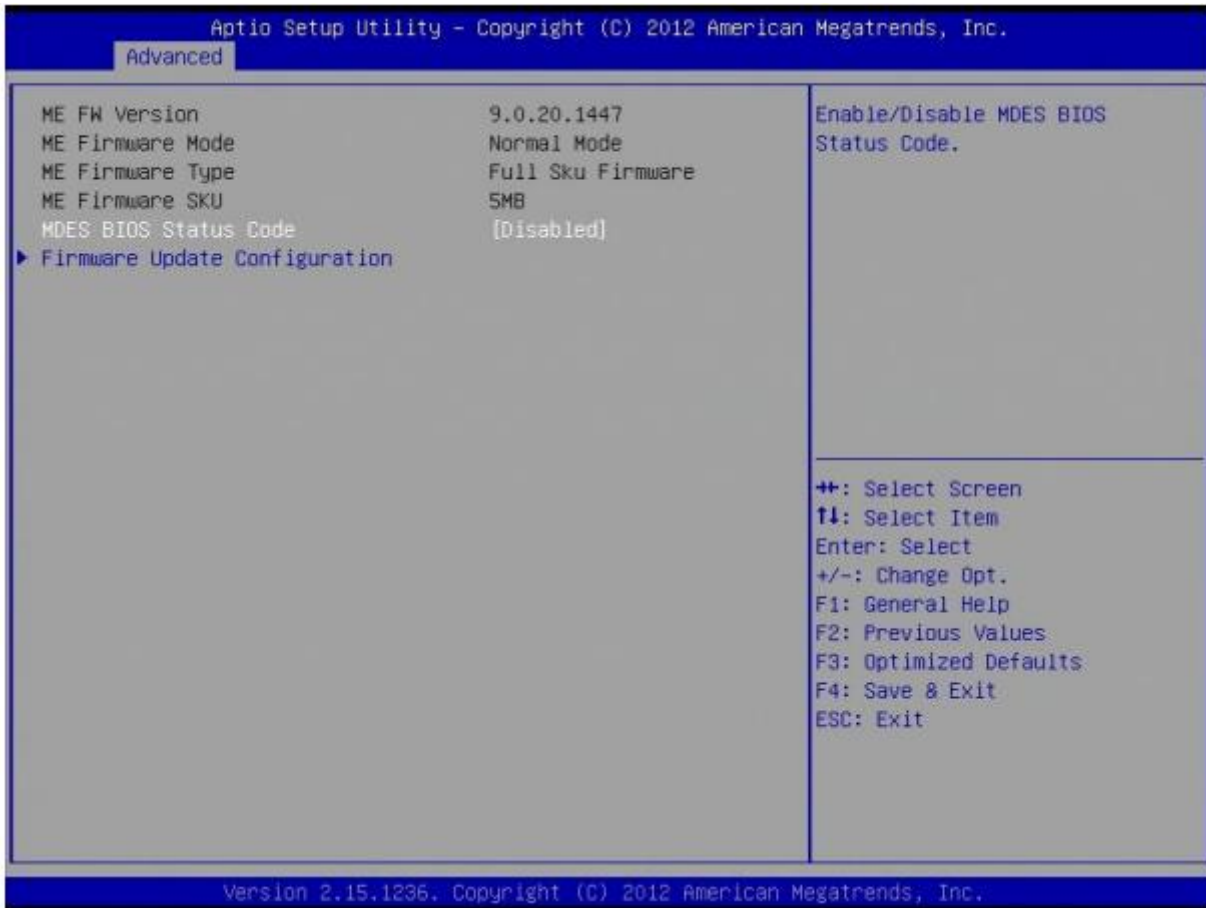 Aptio Setup Utility – Copyright (C) 2012 American Megatrends, Inc.
Advanced
ME FW Version 9.0.20.1447
ME Firmware Mode Normal Mode
ME Firmware Type Full Sku Firmware
ME Firmware SKU 5MB
MDES BIOS Status Code [Disabled]
▶ Firmware Update Configuration
Enable/Disable MDES BIOS
Status Code.
→←: Select Screen
↑↓: Select Item
Enter: Select
+/-: Change Opt.
F1: General Help
F2: Previous Values
F3: Optimized Defaults
F4: Save & Exit
ESC: Exit
Version 2.15.1236. Copyright (C) 2012 American Megatrends, Inc.